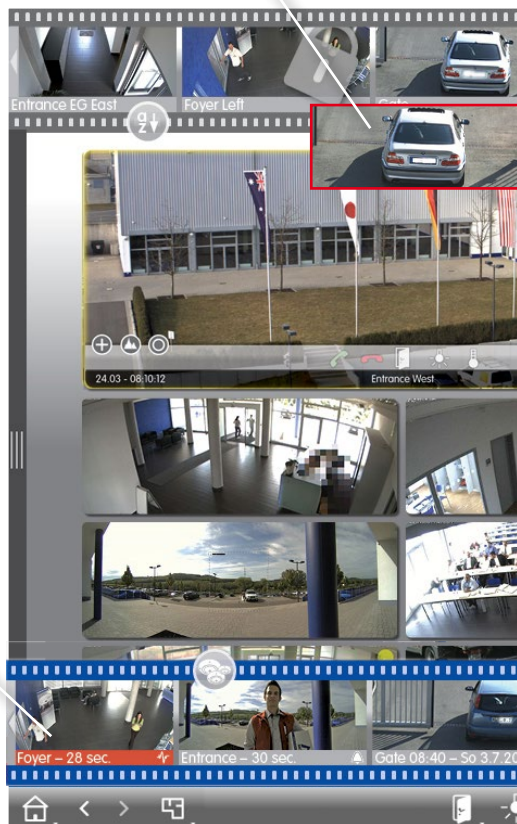 Entrance EG East
Foyer Left
Gate
a
z
24.03 - 08:10:12
Entrance West
Foyer – 28 sec.
Entrance – 30 sec.
Gate 08:40 – So 3.7.20